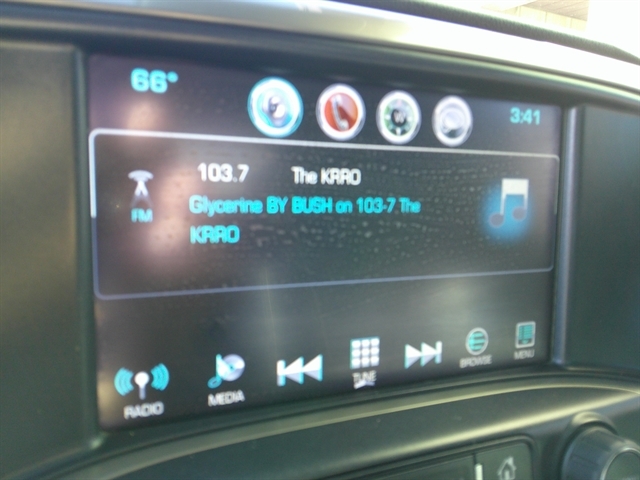 66°
3:41
103.7 The KRRO
FM
Glycerine BY BUSH on 103-7 The
KRRO
RADIO
MEDIA
TUNE
BROWSE
MENU